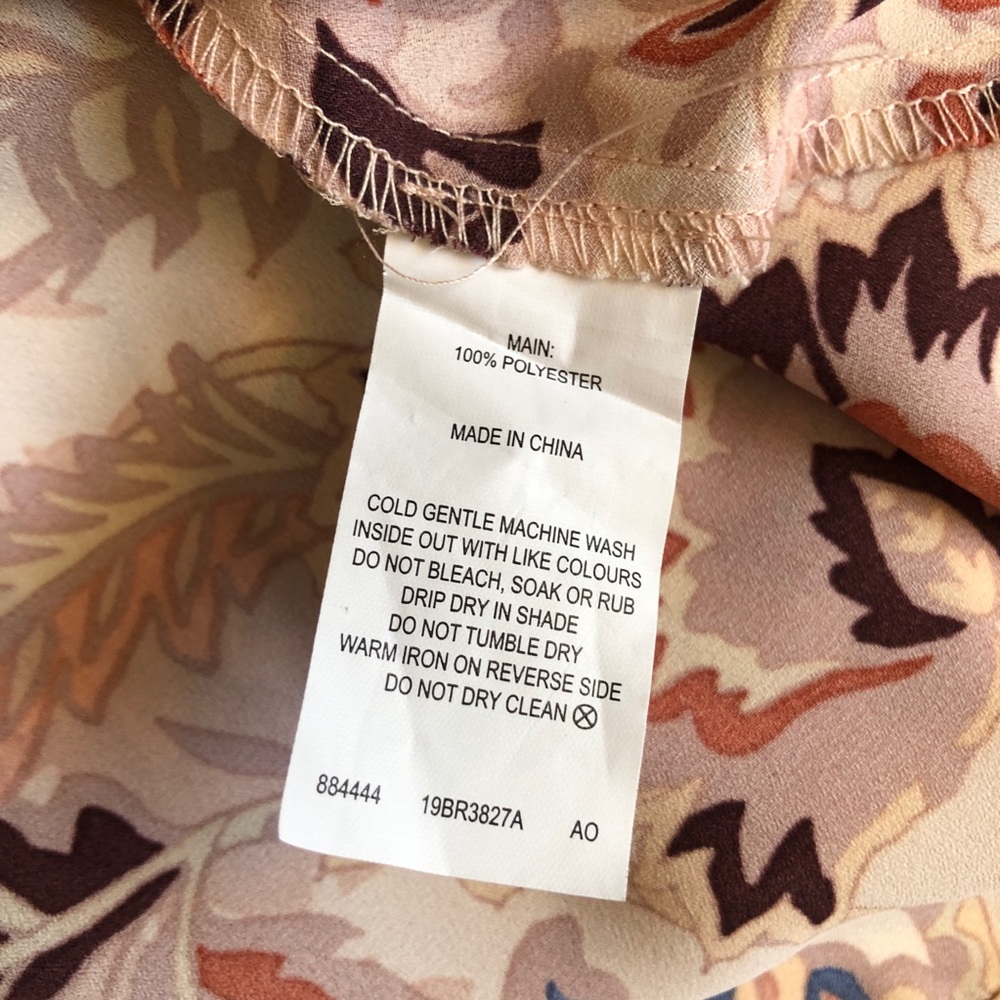 MAIN:
100% POLYESTER
MADE IN CHINA
COLD GENTLE MACHINE WASH
INSIDE OUT WITH LIKE COLOURS
DO NOT BLEACH, SOAK OR RUB
DRIP DRY IN SHADE
DO NOT TUMBLE DRY
WARM IRON ON REVERSE SIDE
DO NOT DRY CLEAN
884444 19BR3827A AO